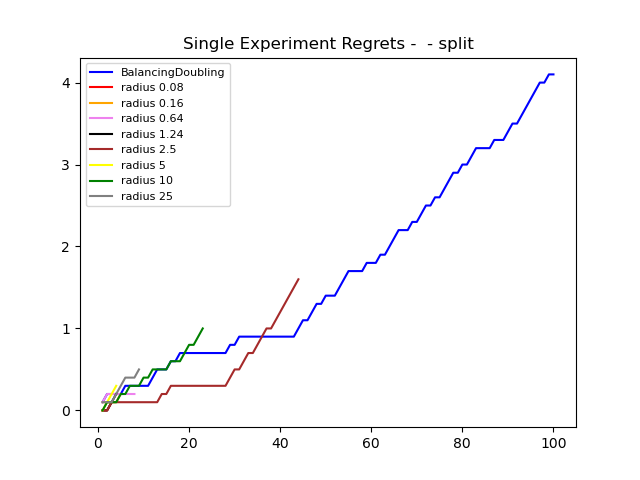 Single Experiment Regrets -  - split
BalancingDoubling
radius 0.08
radius 0.16
radius 0.64
radius 1.24
radius 2.5
radius 5
radius 10
radius 25
4
3
2
1
0
0 20 40 60 80 100